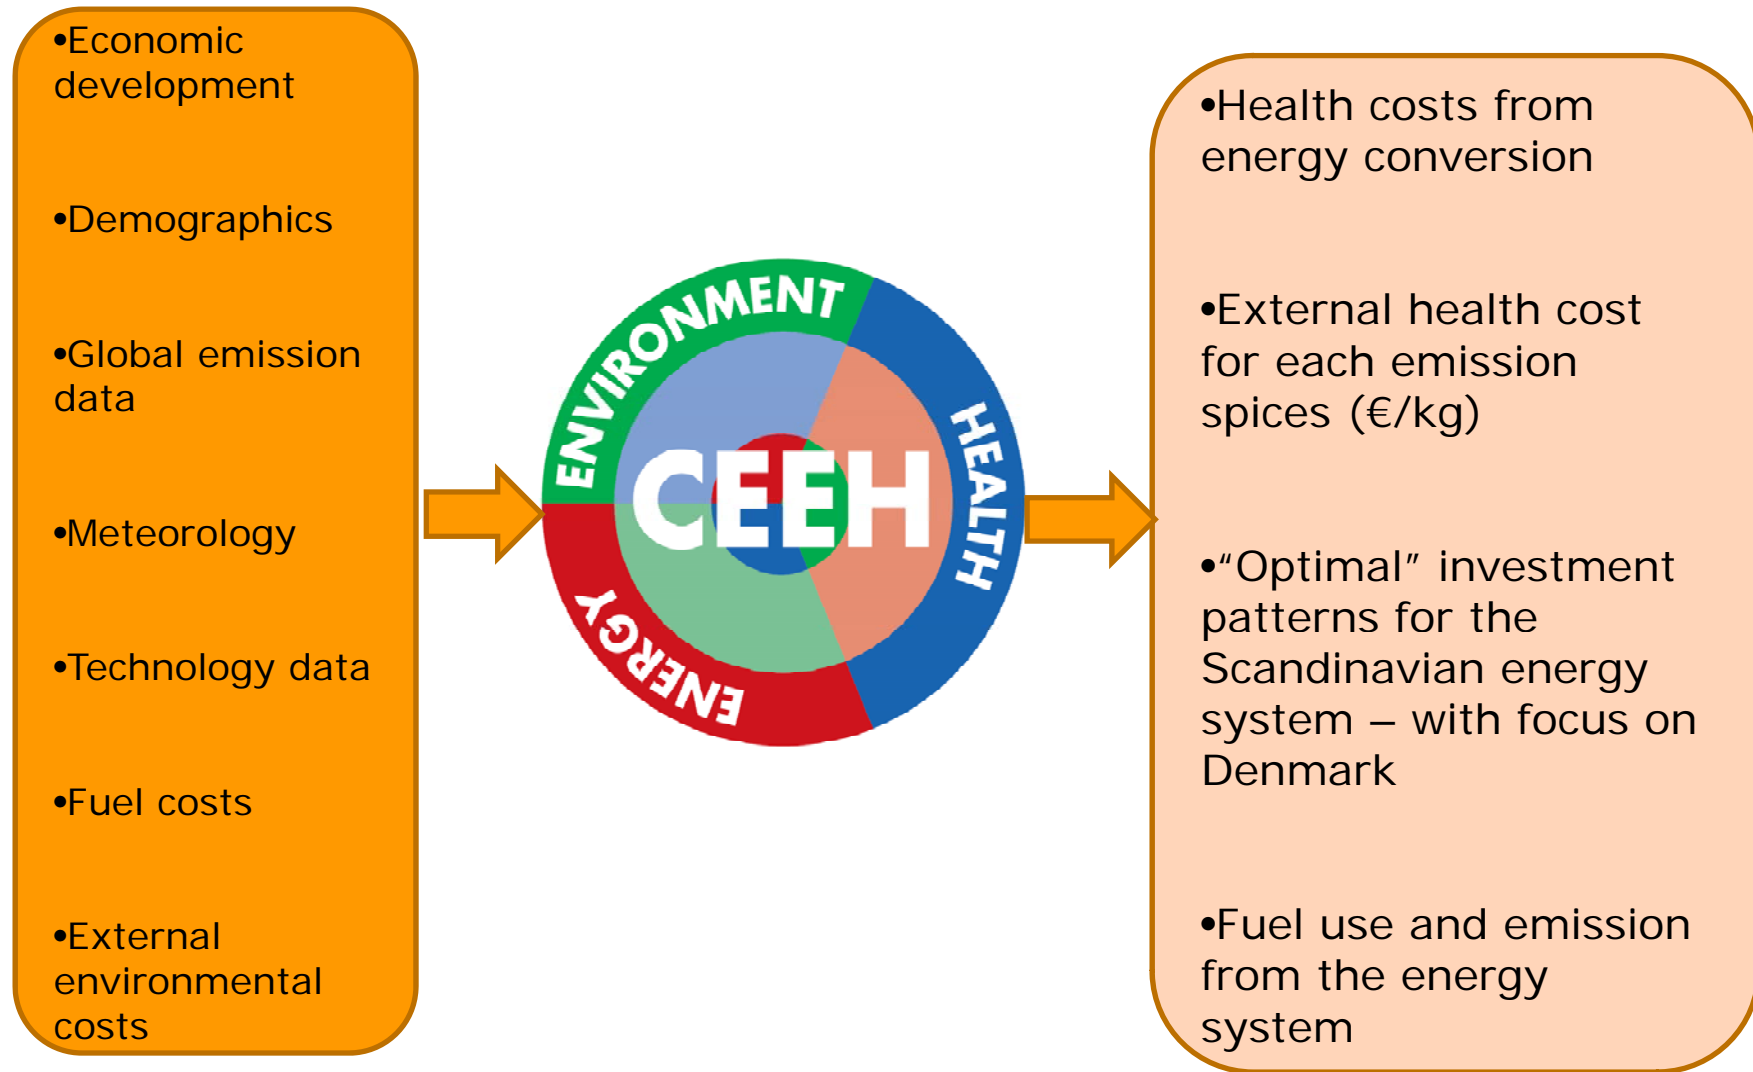 •Economic
development
•Demographics
•Global emission
data
•Meteorology
•Technology data
•Fuel costs
•External
environmental
costs
ENVIRONMENT
HEALTH
CEEH
ENERGY
•Health costs from
energy conversion
•External health cost
for each emission
spices (€/kg)
•“Optimal” investment
patterns for the
Scandinavian energy
system – with focus on
Denmark
•Fuel use and emission
from the energy
system